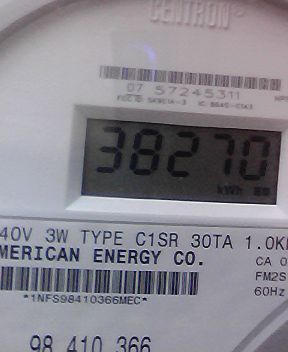 CENTRON®
07 57245311
38270
kWh
40V 3W TYPE C1SR 30TA 1.0K
MERICAN ENERGY CO.
CA 0
FM2S
60Hz
*1NFS98410366MEC*
98 410 366